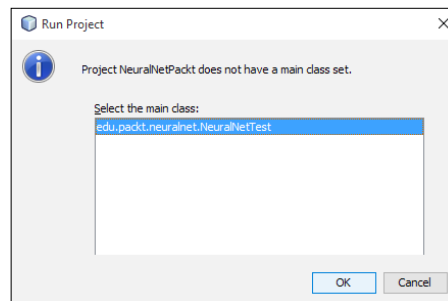 Run Project
Project NeuralNetPackt does not have a main class set.
Select the main class:
edu.packt.neuralnet.NeuralNetTest
OK Cancel